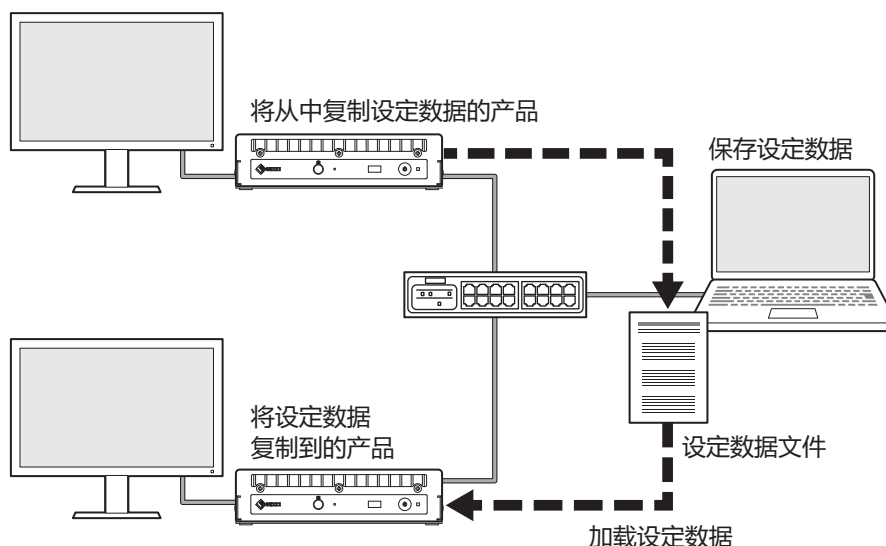 将从中复制设定数据的产品
保存设定数据
将设定数据
复制到的产品
设定数据文件
加载设定数据